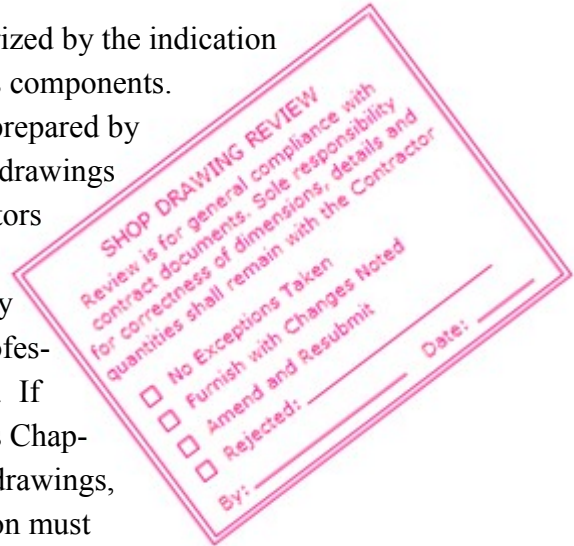 ized by the indication
components.
prepared by
drawings
tors
y
ofes-
If
Chap-
drawings,
on must
SHOP DRAWING REVIEW
Review is for general compliance with
contract documents. Sole responsibility
for correctness of dimensions, details and
quantities shall remain with the Contractor
No Exceptions Taken
Furnish with Changes Noted
Amend and Resubmit
Rejected:
By: Date: